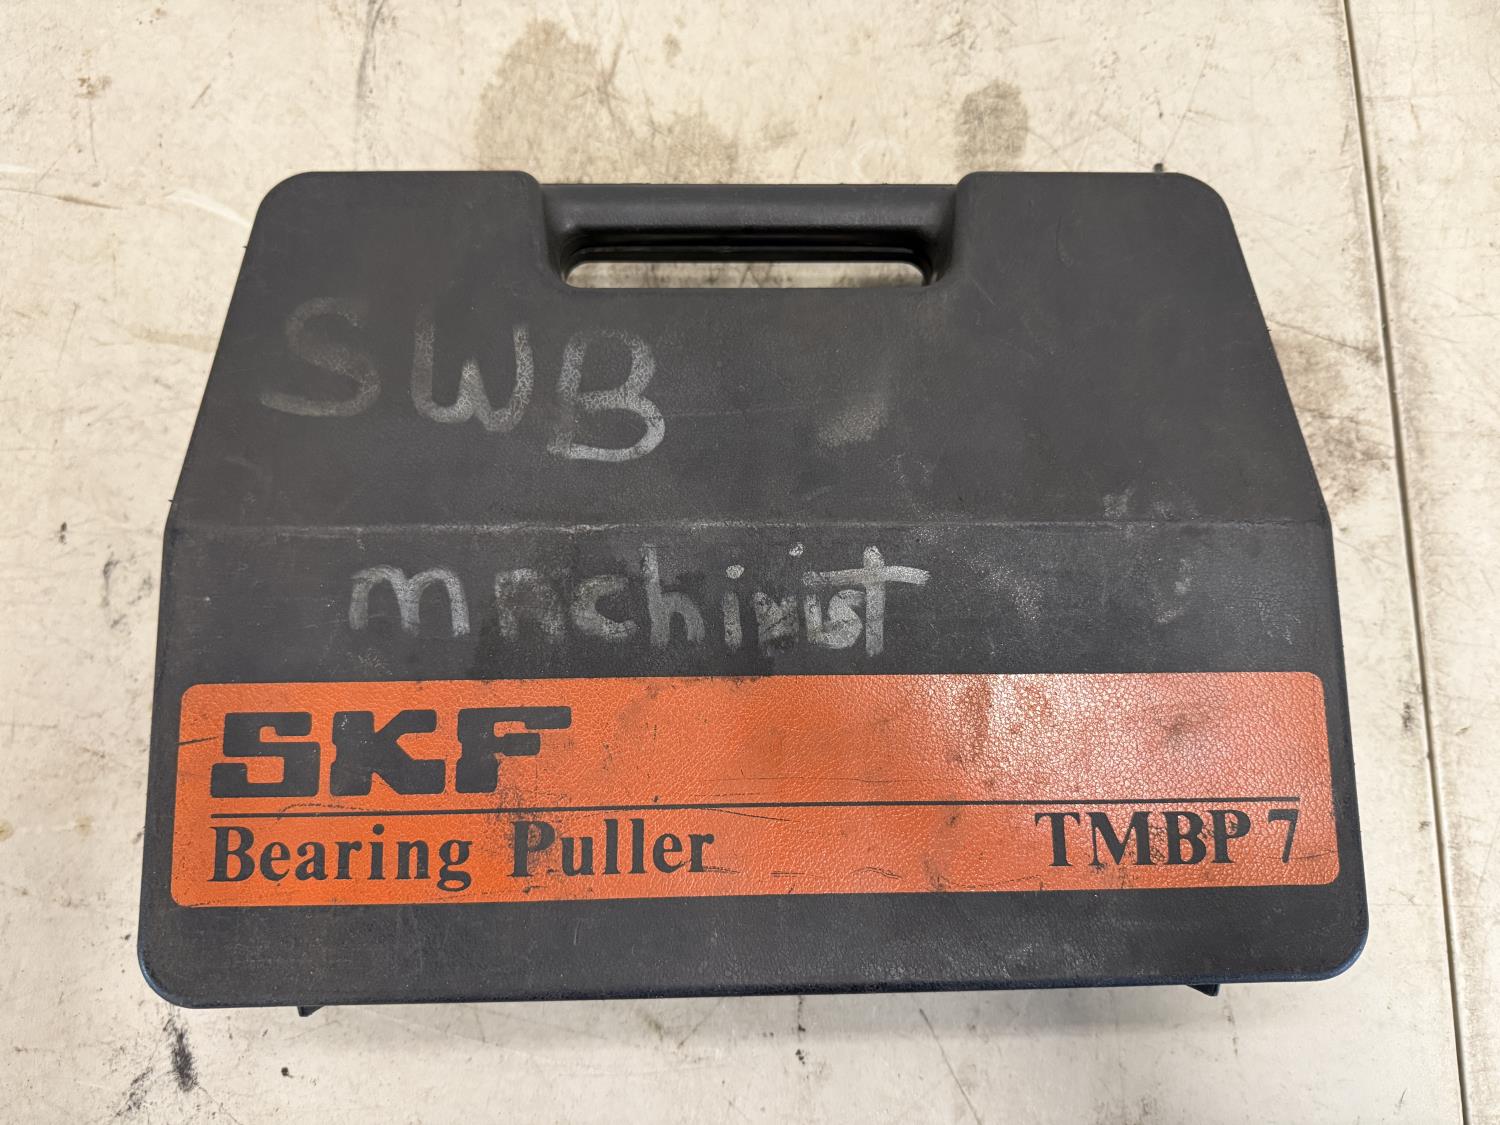 SWB
machinist
SKF
Bearing Puller TMBP 7